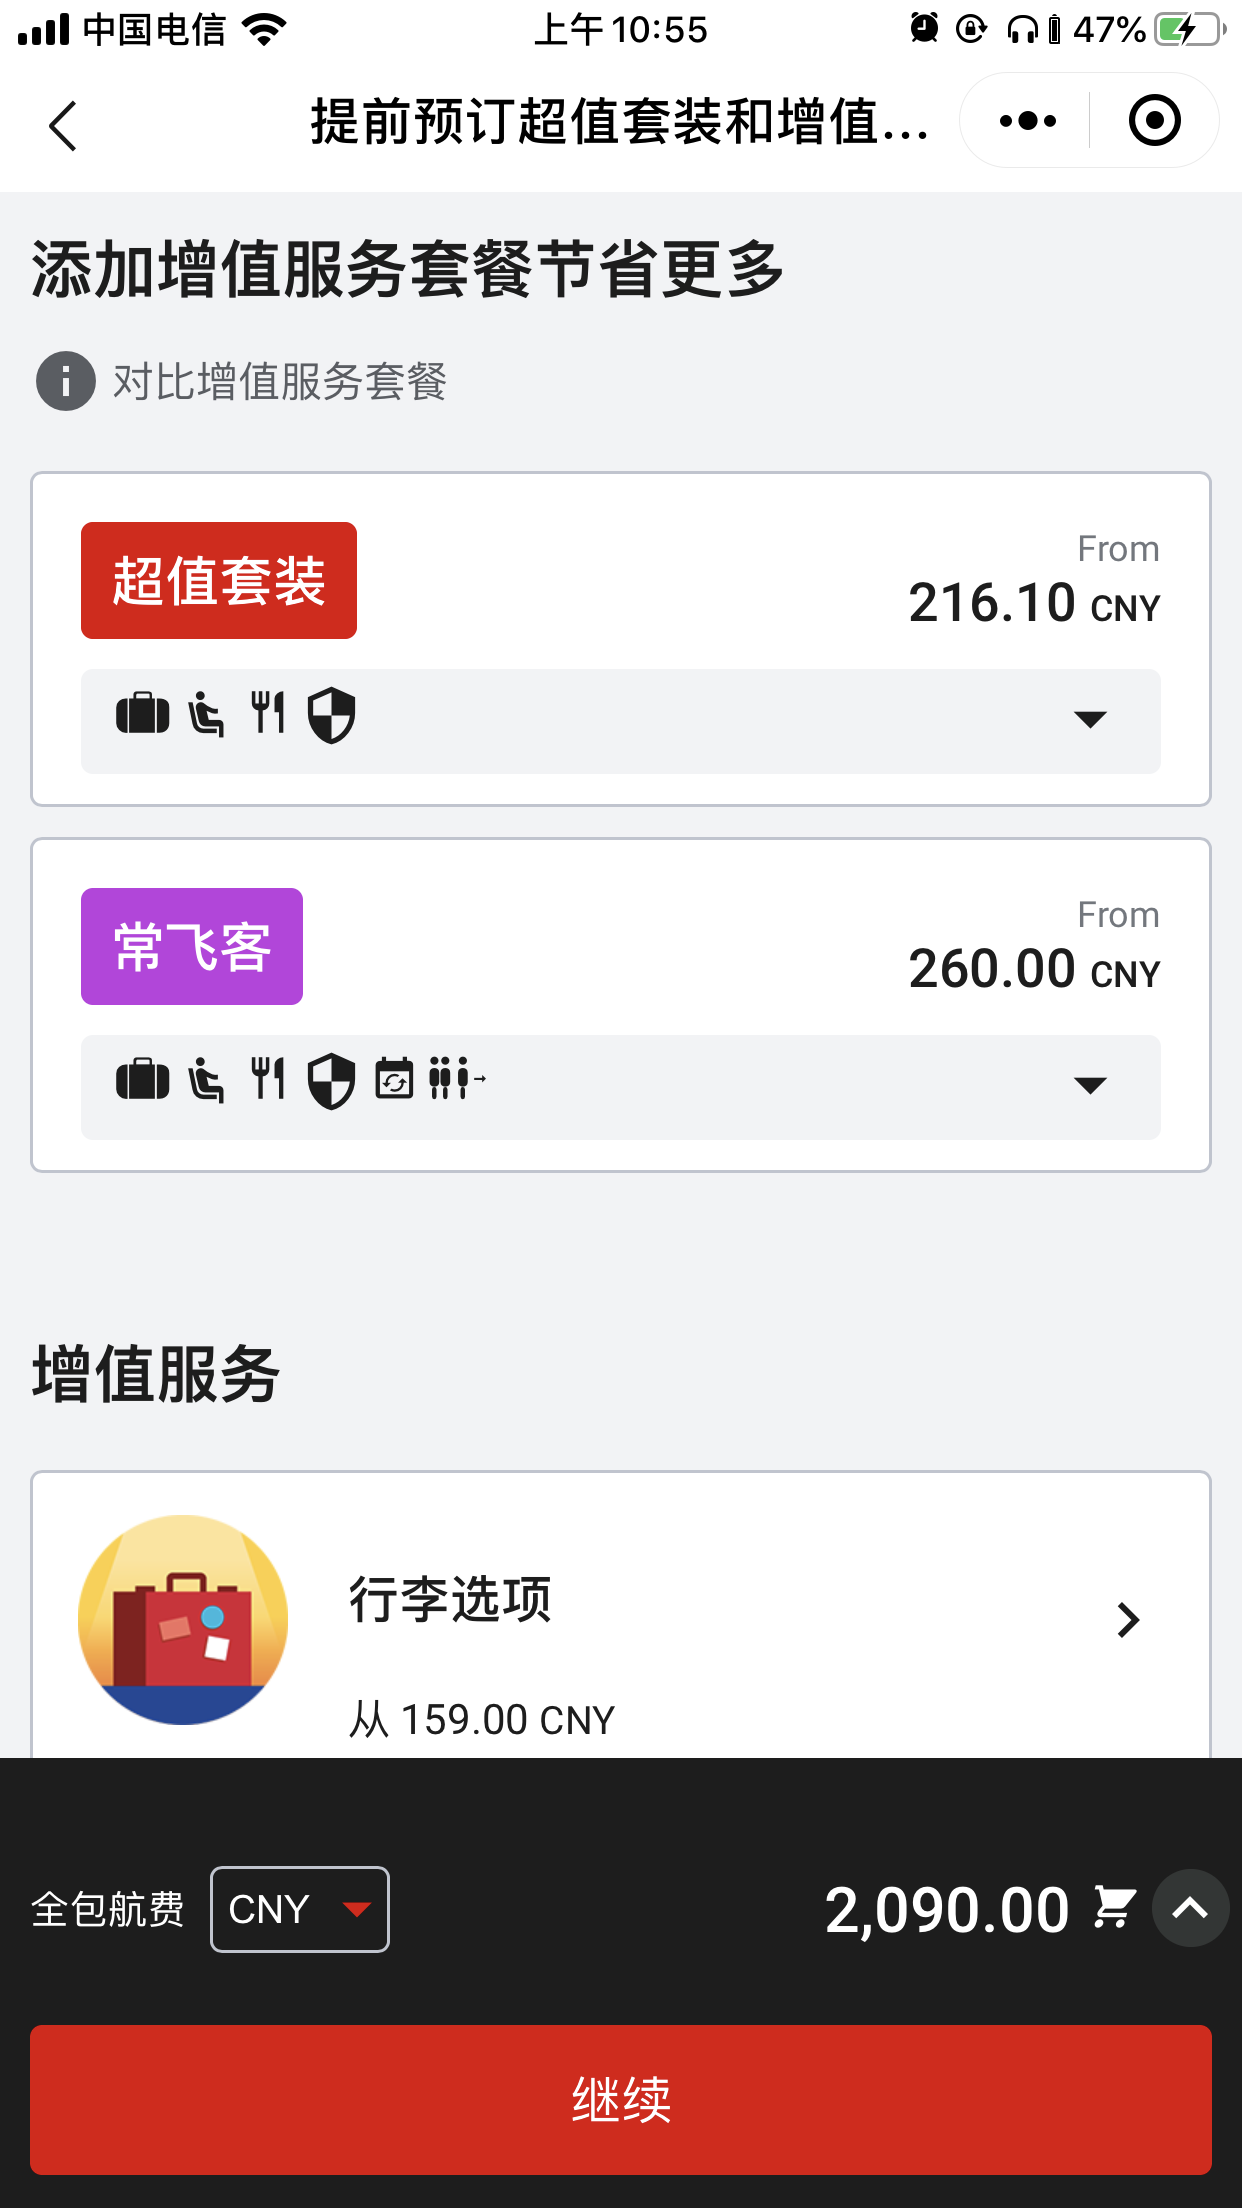 中国电信
上午10:55
47%
提前预订超值套装和增值...
添加增值服务套餐节省更多
对比增值服务套餐
超值套装
From
216.10 CNY
常飞客
From
260.00 CNY
增值服务
行李选项
从 159.00 CNY
全包航费
CNY
2,090.00
继续